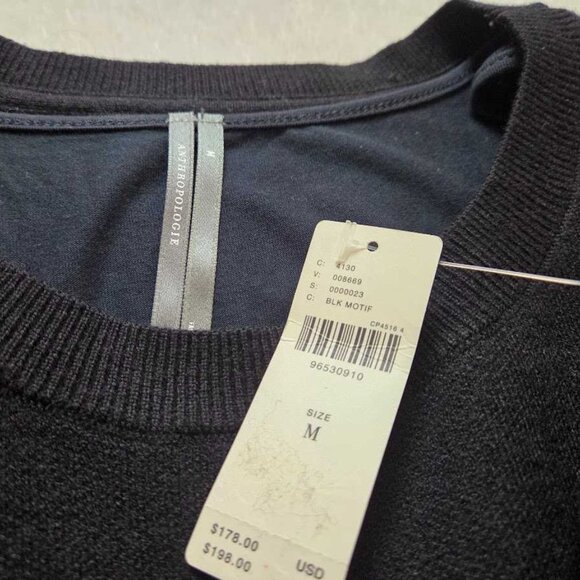 M
ANTHROPOLOGIE
C: 4130
V: 008669
S: 0000023
C: BLK MOTIF
CP4516 4
96530910
SIZE
M
$178.00
$198.00 USD